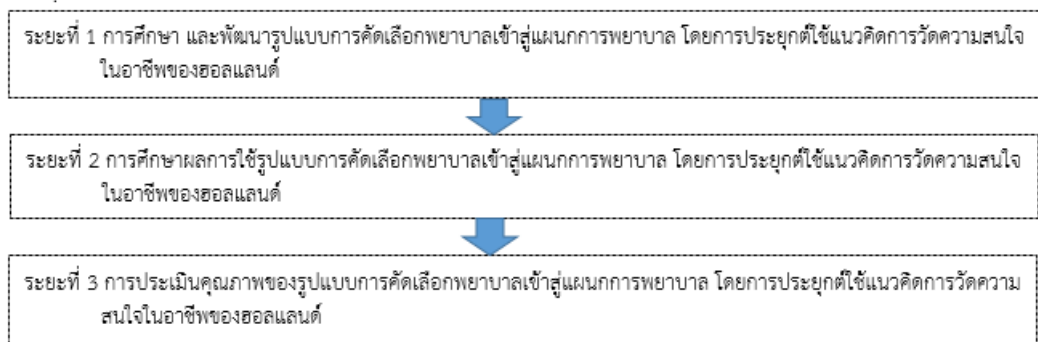 ระยะที่ 1 การศึกษา และพัฒนารูปแบบการคัดเลือกพยาบาลเข้าสู่แผนกการพยาบาล โดยการประยุกต์ใช้แนวคิดการวัดความสนใจ
ในอาชีพของฮอลแลนด์
ระยะที่ 2 การศึกษาผลการใช้รูปแบบการคัดเลือกพยาบาลเข้าสู่แผนกการพยาบาล โดยการประยุกต์ใช้แนวคิดการวัดความสนใจ
ในอาชีพของฮอลแลนด์
ระยะที่ 3 การประเมินคุณภาพของรูปแบบการคัดเลือกพยาบาลเข้าสู่แผนกการพยาบาล โดยการประยุกต์ใช้แนวคิดการวัดความ
สนใจในอาชีพของฮอลแลนด์